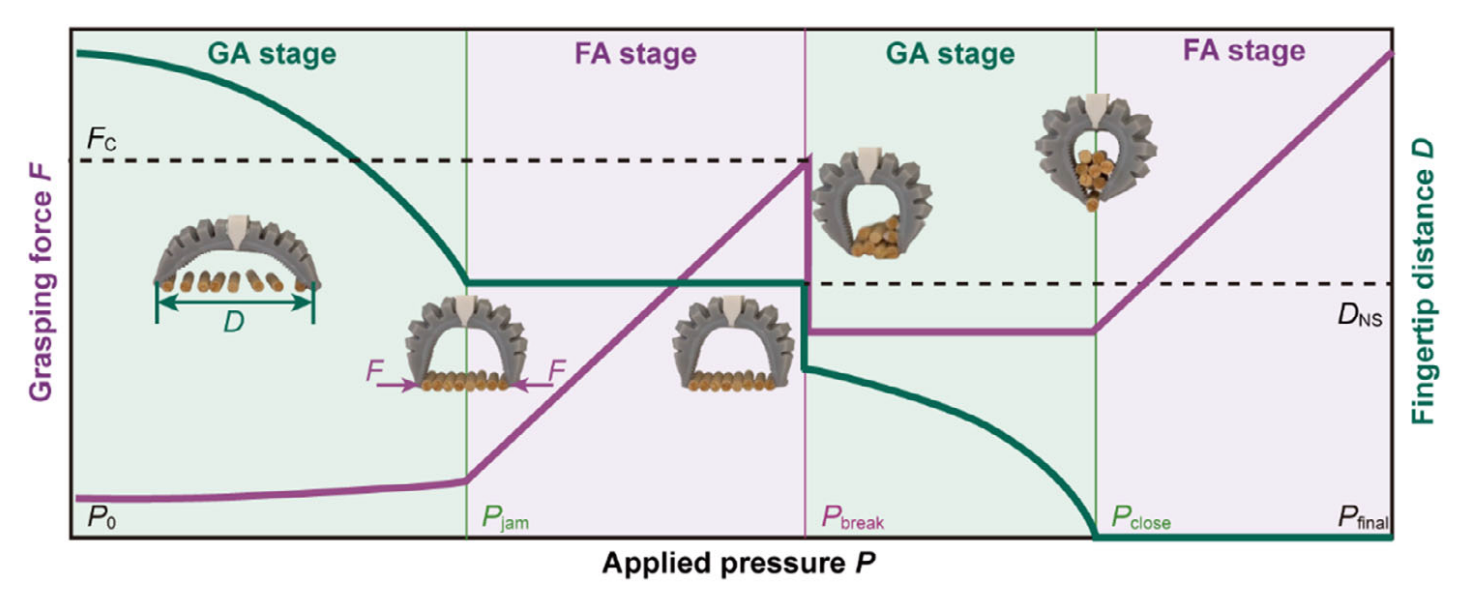 GA stage
FA stage
GA stage
FA stage
FC
Grasping force F
Fingertip distance D
D
F
F
DNS
P0
Pjam
Pbreak
Pclose
Pfinal
Applied pressure P